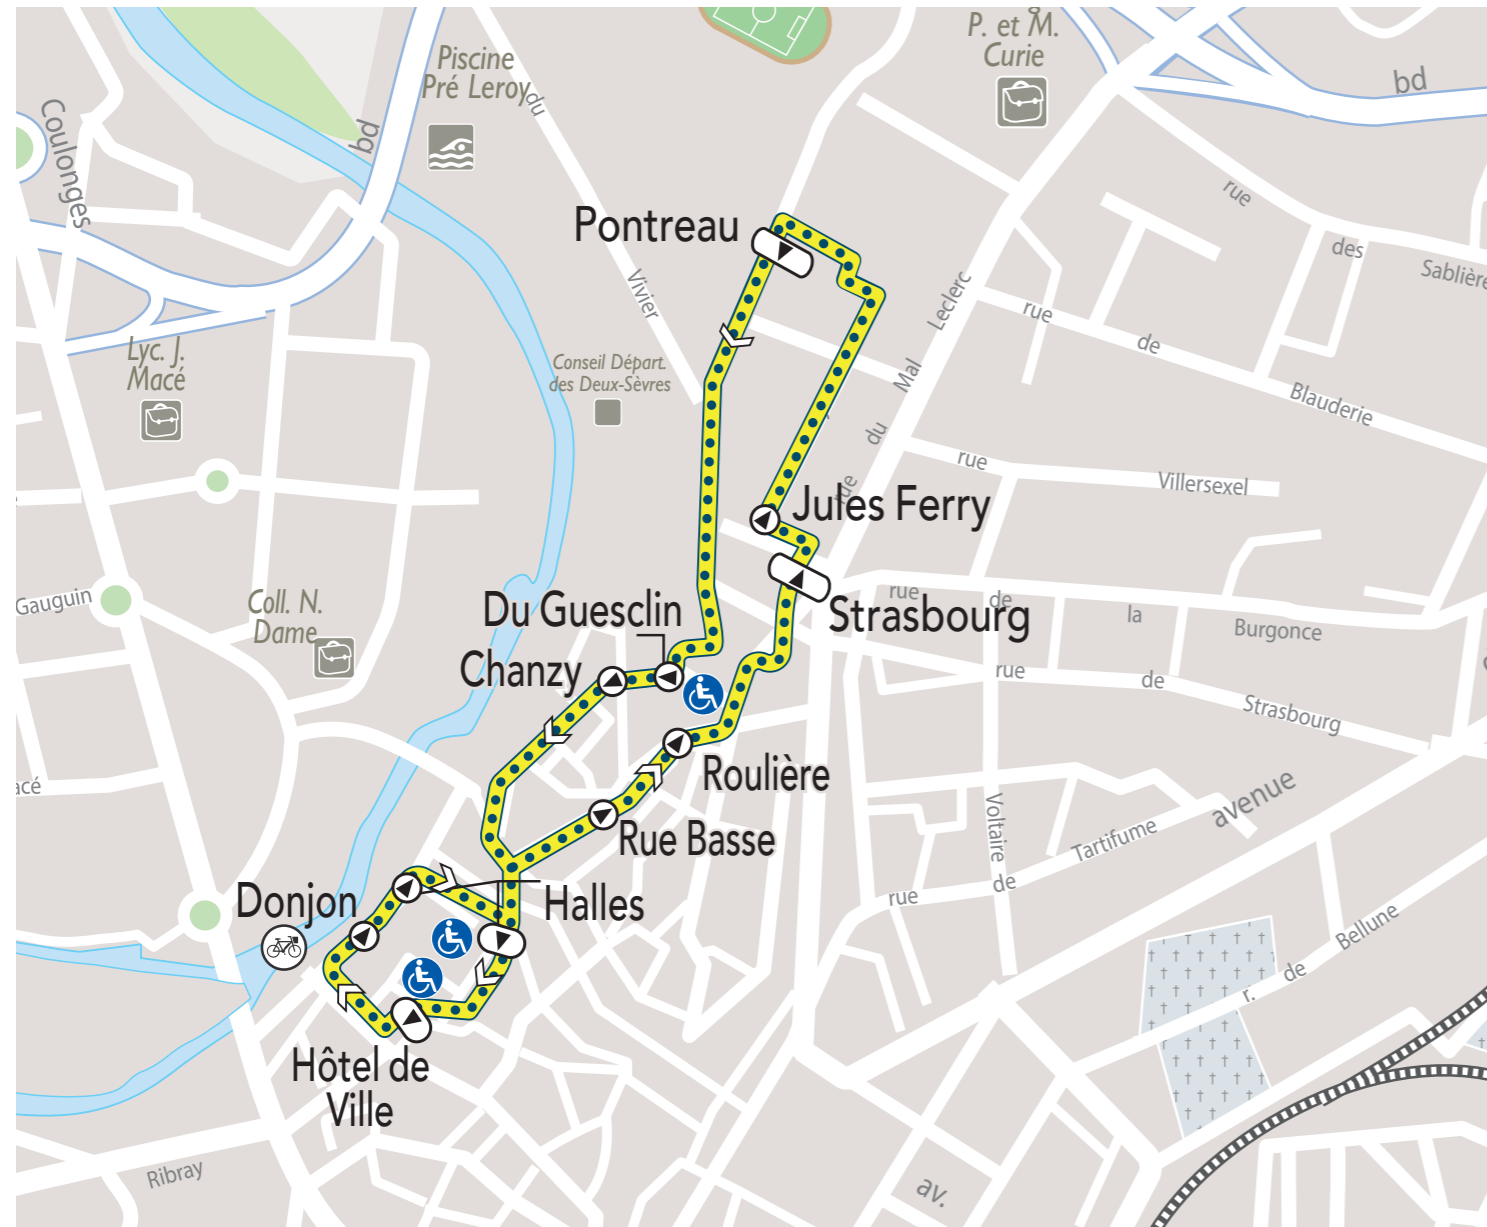 P. et M.
Curie
Piscine
Pré Leroy
du
bd
bd
Coulonges
rue
des
Sablière
Pontreau
Vivier
Leclerc
rue
de
Blauderie
Lyc. J.
Macé
Conseil Départ.
des Deux-Sèvres
Mal
du
rue
rue
Villersexel
Jules Ferry
Gauguin
Coll. N.
Dame
Du Guesclin
Chanzy
Strasbourg
rue
de
la
Burgonce
rue
de
Strasbourg
Roulière
acé
Rue Basse
Voltaire
avenue
Tartifume
de
rue
Donjon
Halles
Bellune
de
r.
Hôtel de
Ville
Ribray
av.